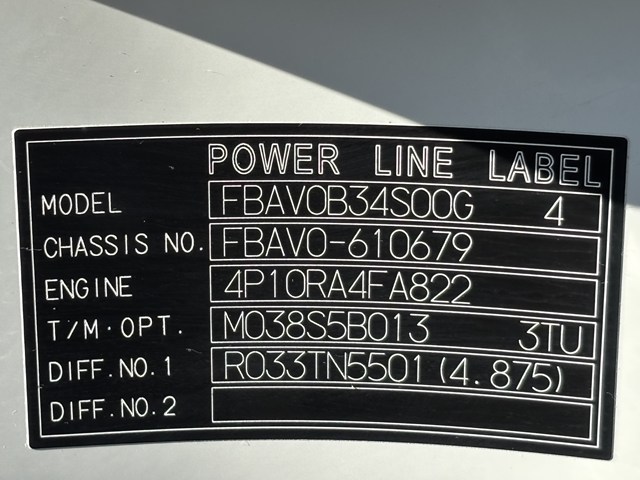 POWER LINE LABEL
MODEL FBAV0B34S00G 4
CHASSIS NO. FBAV0-610679
ENGINE 4P10RA4FA822
T/M·OPT. M038S5B013 3TU
DIFF.NO.1 R033TN5501(4.875)
DIFF.NO.2